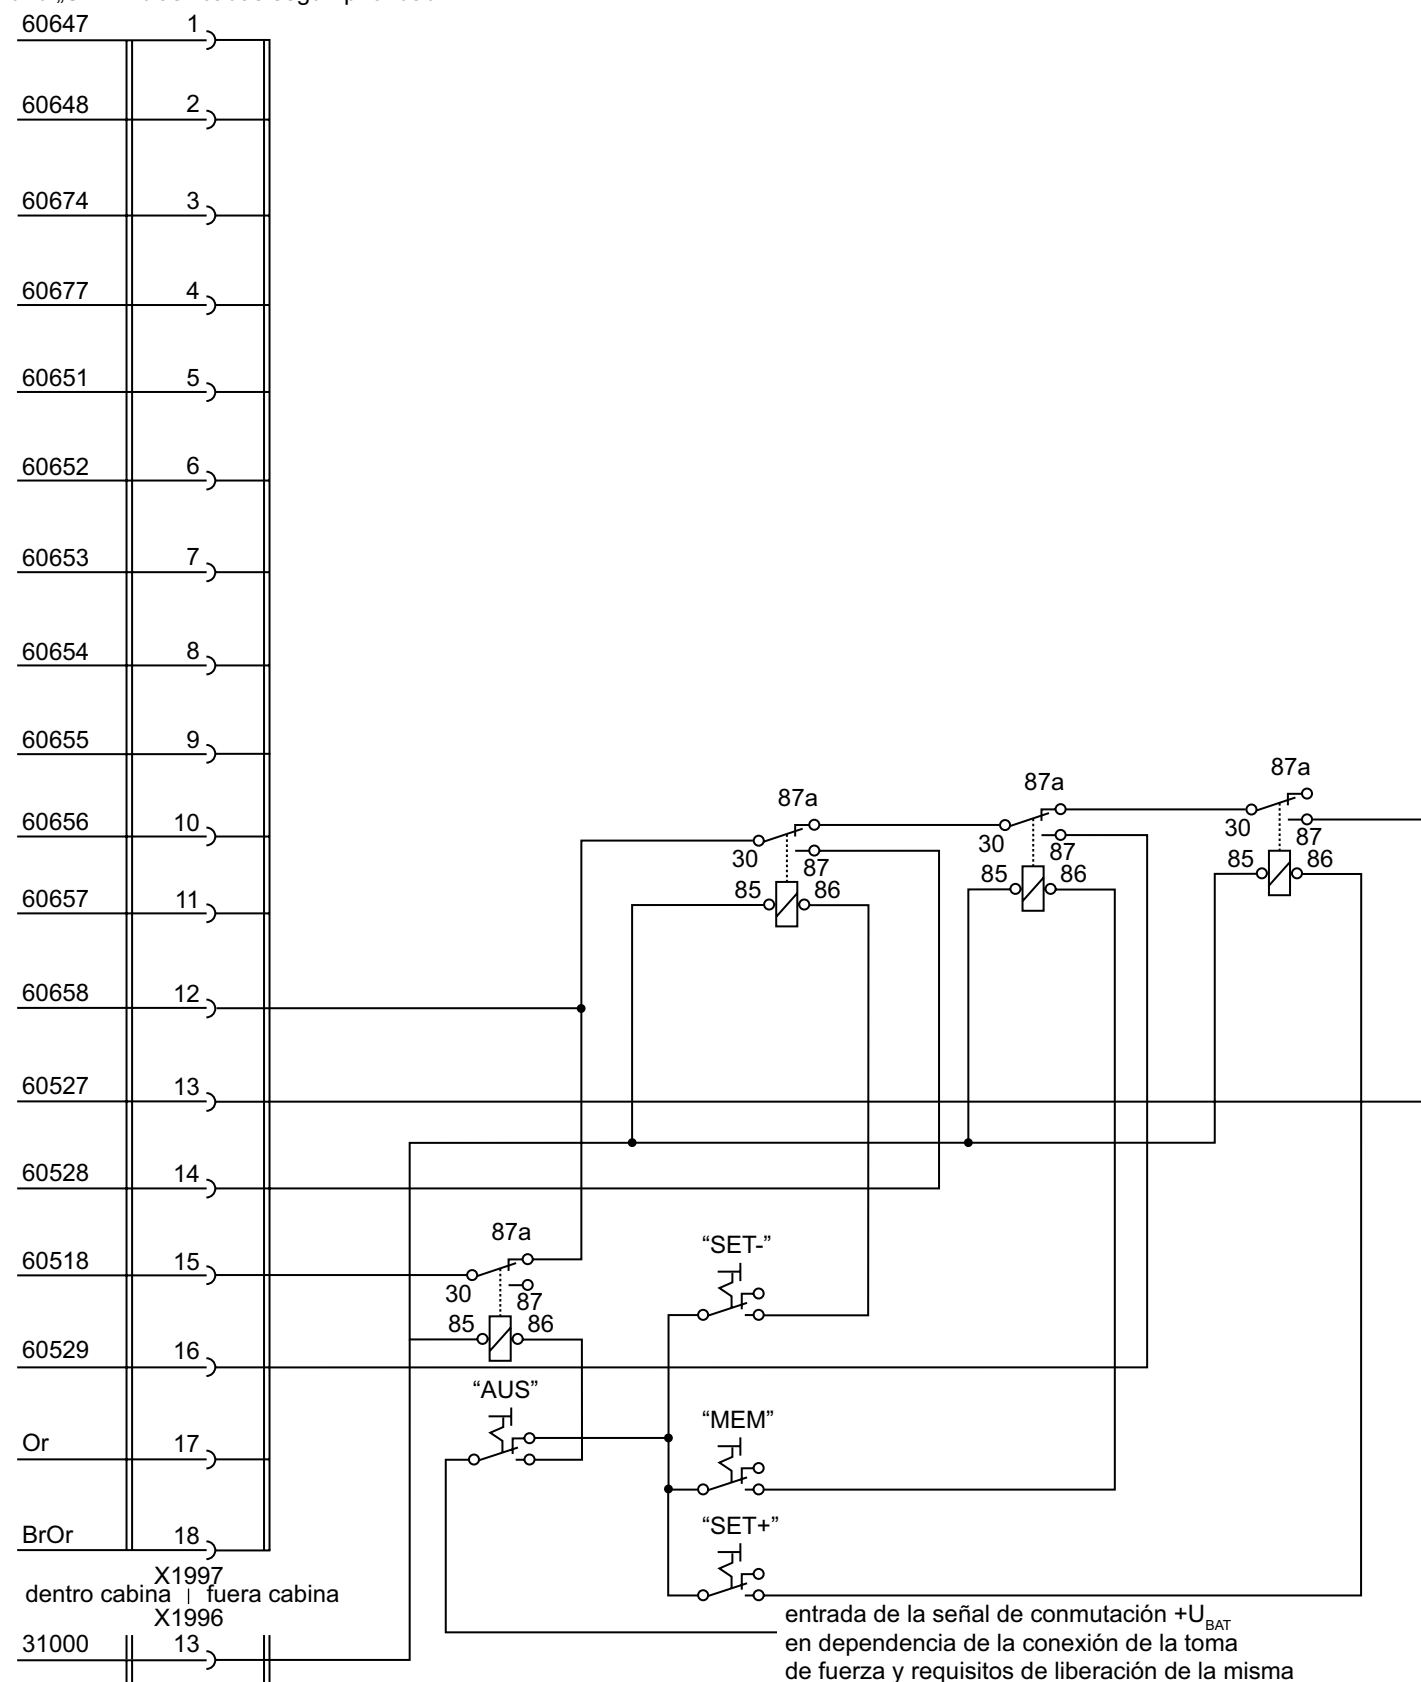 60647 1
60648 2
60674 3
60677 4
60651 5
60652 6
60653 7
60654 8
60655 9
87a
87a
87a
60656 10
30 87
30 87
30 87
85 86
85 86
85 86
60657 11
60658 12
60527 13
60528 14
87a
“SET-”
60518 15
30 87
85 86
60529 16
“AUS”
“MEM”
Or 17
“SET+”
BrOr 18
X1997
dentro cabina | fuera cabina
X1996
31000 13
entrada de la señal de conmutación +UBAT
en dependencia de la conexión de la toma
de fuerza y requisitos de liberación de la misma